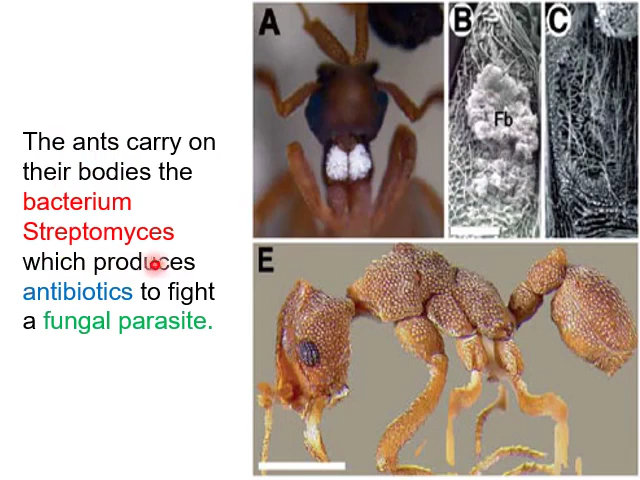 The ants carry on
their bodies the
bacterium
Streptomyces
which produces
antibiotics to fight
a fungal parasite.
A
B
C
Fb
E